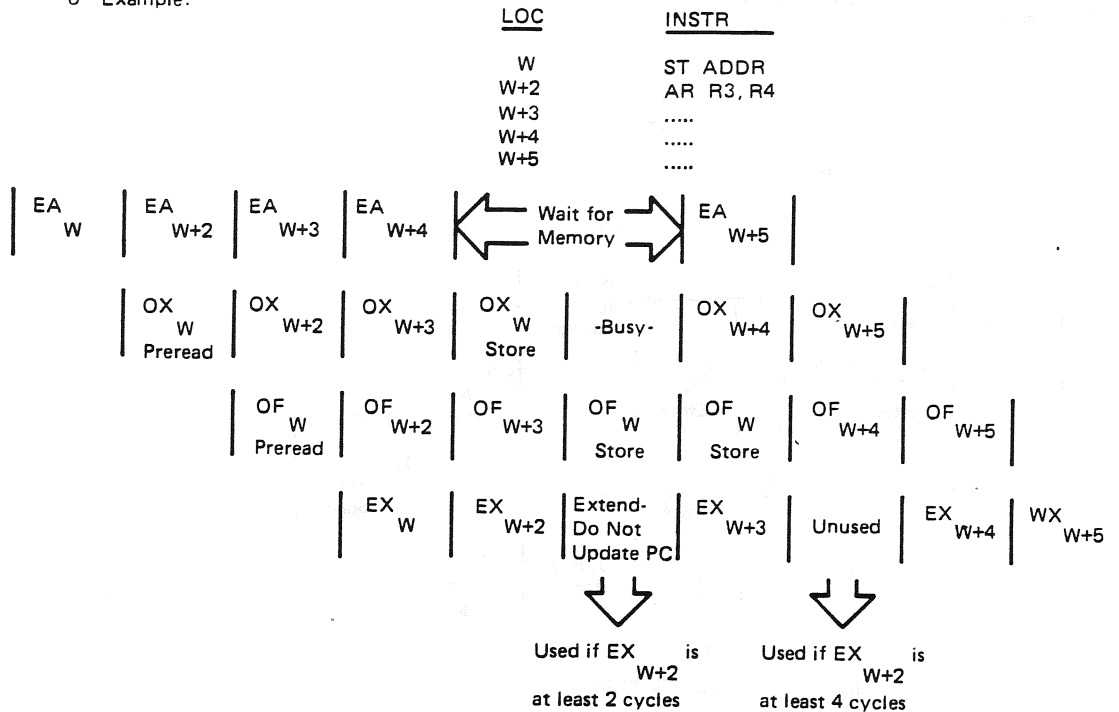 o Example:
LOC INSTR
W ST ADDR
W+2 AR R3, R4
W+3 .....
W+4 .....
W+5 .....
EA W EA W+2 EA W+3 EA W+4 Wait for Memory EA W+5
OX W Preread OX W+2 OX W+3 OX W Store -Busy- OX W+4 OX W+5
OF W Preread OF W+2 OF W+3 OF W Store OF W Store OF W+4 OF W+5
EX W EX W+2 Extend- Do Not Update PC EX W+3 Unused EX W+4 WX W+5
Used if EX W+2 is at least 2 cycles
Used if EX W+2 is at least 4 cycles